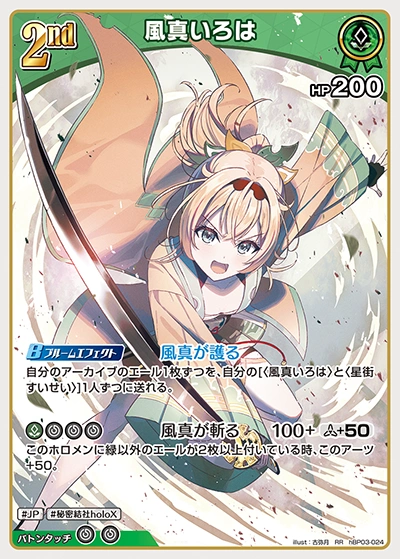 2nd
風真いろは
HP200
Bブルームエフェクト 風真が護る
自分のアーカイブのエール1枚ずつを、自分の[〈風真いろは〉と〈星街
すいせい〉]1人ずつに送れる。
風真が斬る 100+ +50
このホロメンに緑以外のエールが2枚以上付いている時、このアーツ
+50。
#JP #秘密結社holoX
バトンタッチ
illust：古弥月 RR hBP03-024